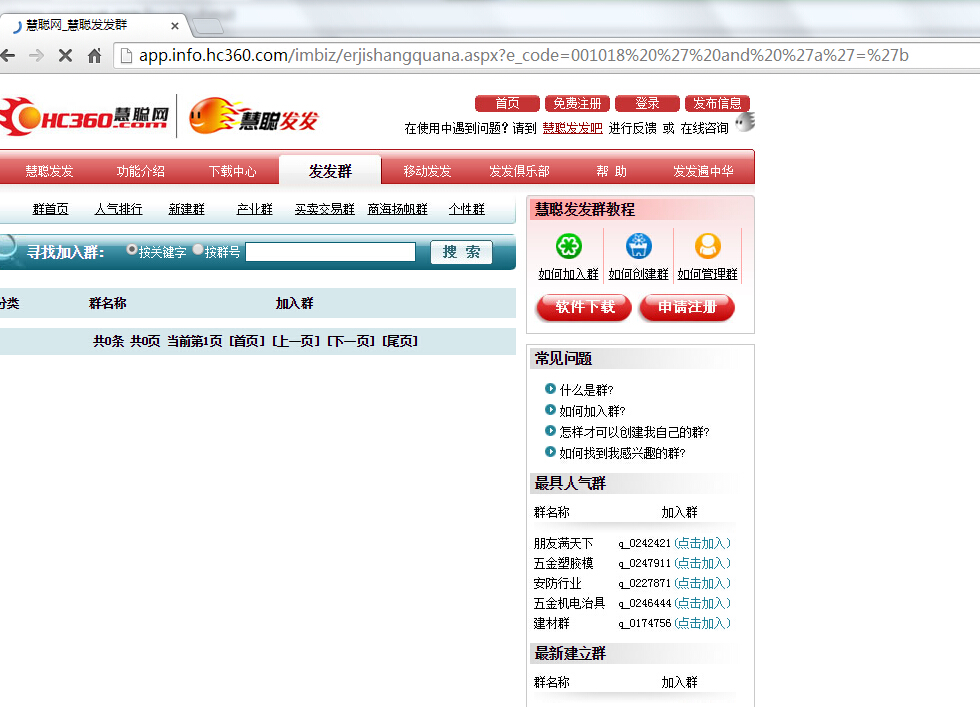 慧聪网_慧聪发发群
app.info.hc360.com/imbiz/erjishangquana.aspx?e_code=001018%20%27%20and%20%27a%27=%27b
HC360慧聪网
.com
慧聪发发
首页 免费注册 登录 发布信息
在使用中遇到问题？请到 慧聪发发吧 进行反馈 或 在线咨询
慧聪发发 功能介绍 下载中心 发发群 移动发发 发发俱乐部 帮 助 发发遍中华
群首页 人气排行 新建群 产业群 买卖交易群 商海扬帆群 个性群
寻找加入群： 按关键字 按群号 搜 索
分类 群名称 加入群
共0条 共0页 当前第1页 [首页] [上一页] [下一页] [尾页]
慧聪发发群教程
如何加入群 如何创建群 如何管理群
软件下载 申请注册
常见问题
什么是群?
如何加入群?
怎样才可以创建我自己的群?
如何找到我感兴趣的群?
最具人气群
群名称 加入群
朋友满天下 q_0242421 (点击加入)
五金塑胶模 q_0247911 (点击加入)
安防行业 q_0227871 (点击加入)
五金机电治具 q_0246444 (点击加入)
建材群 q_0174756 (点击加入)
最新建立群
群名称 加入群